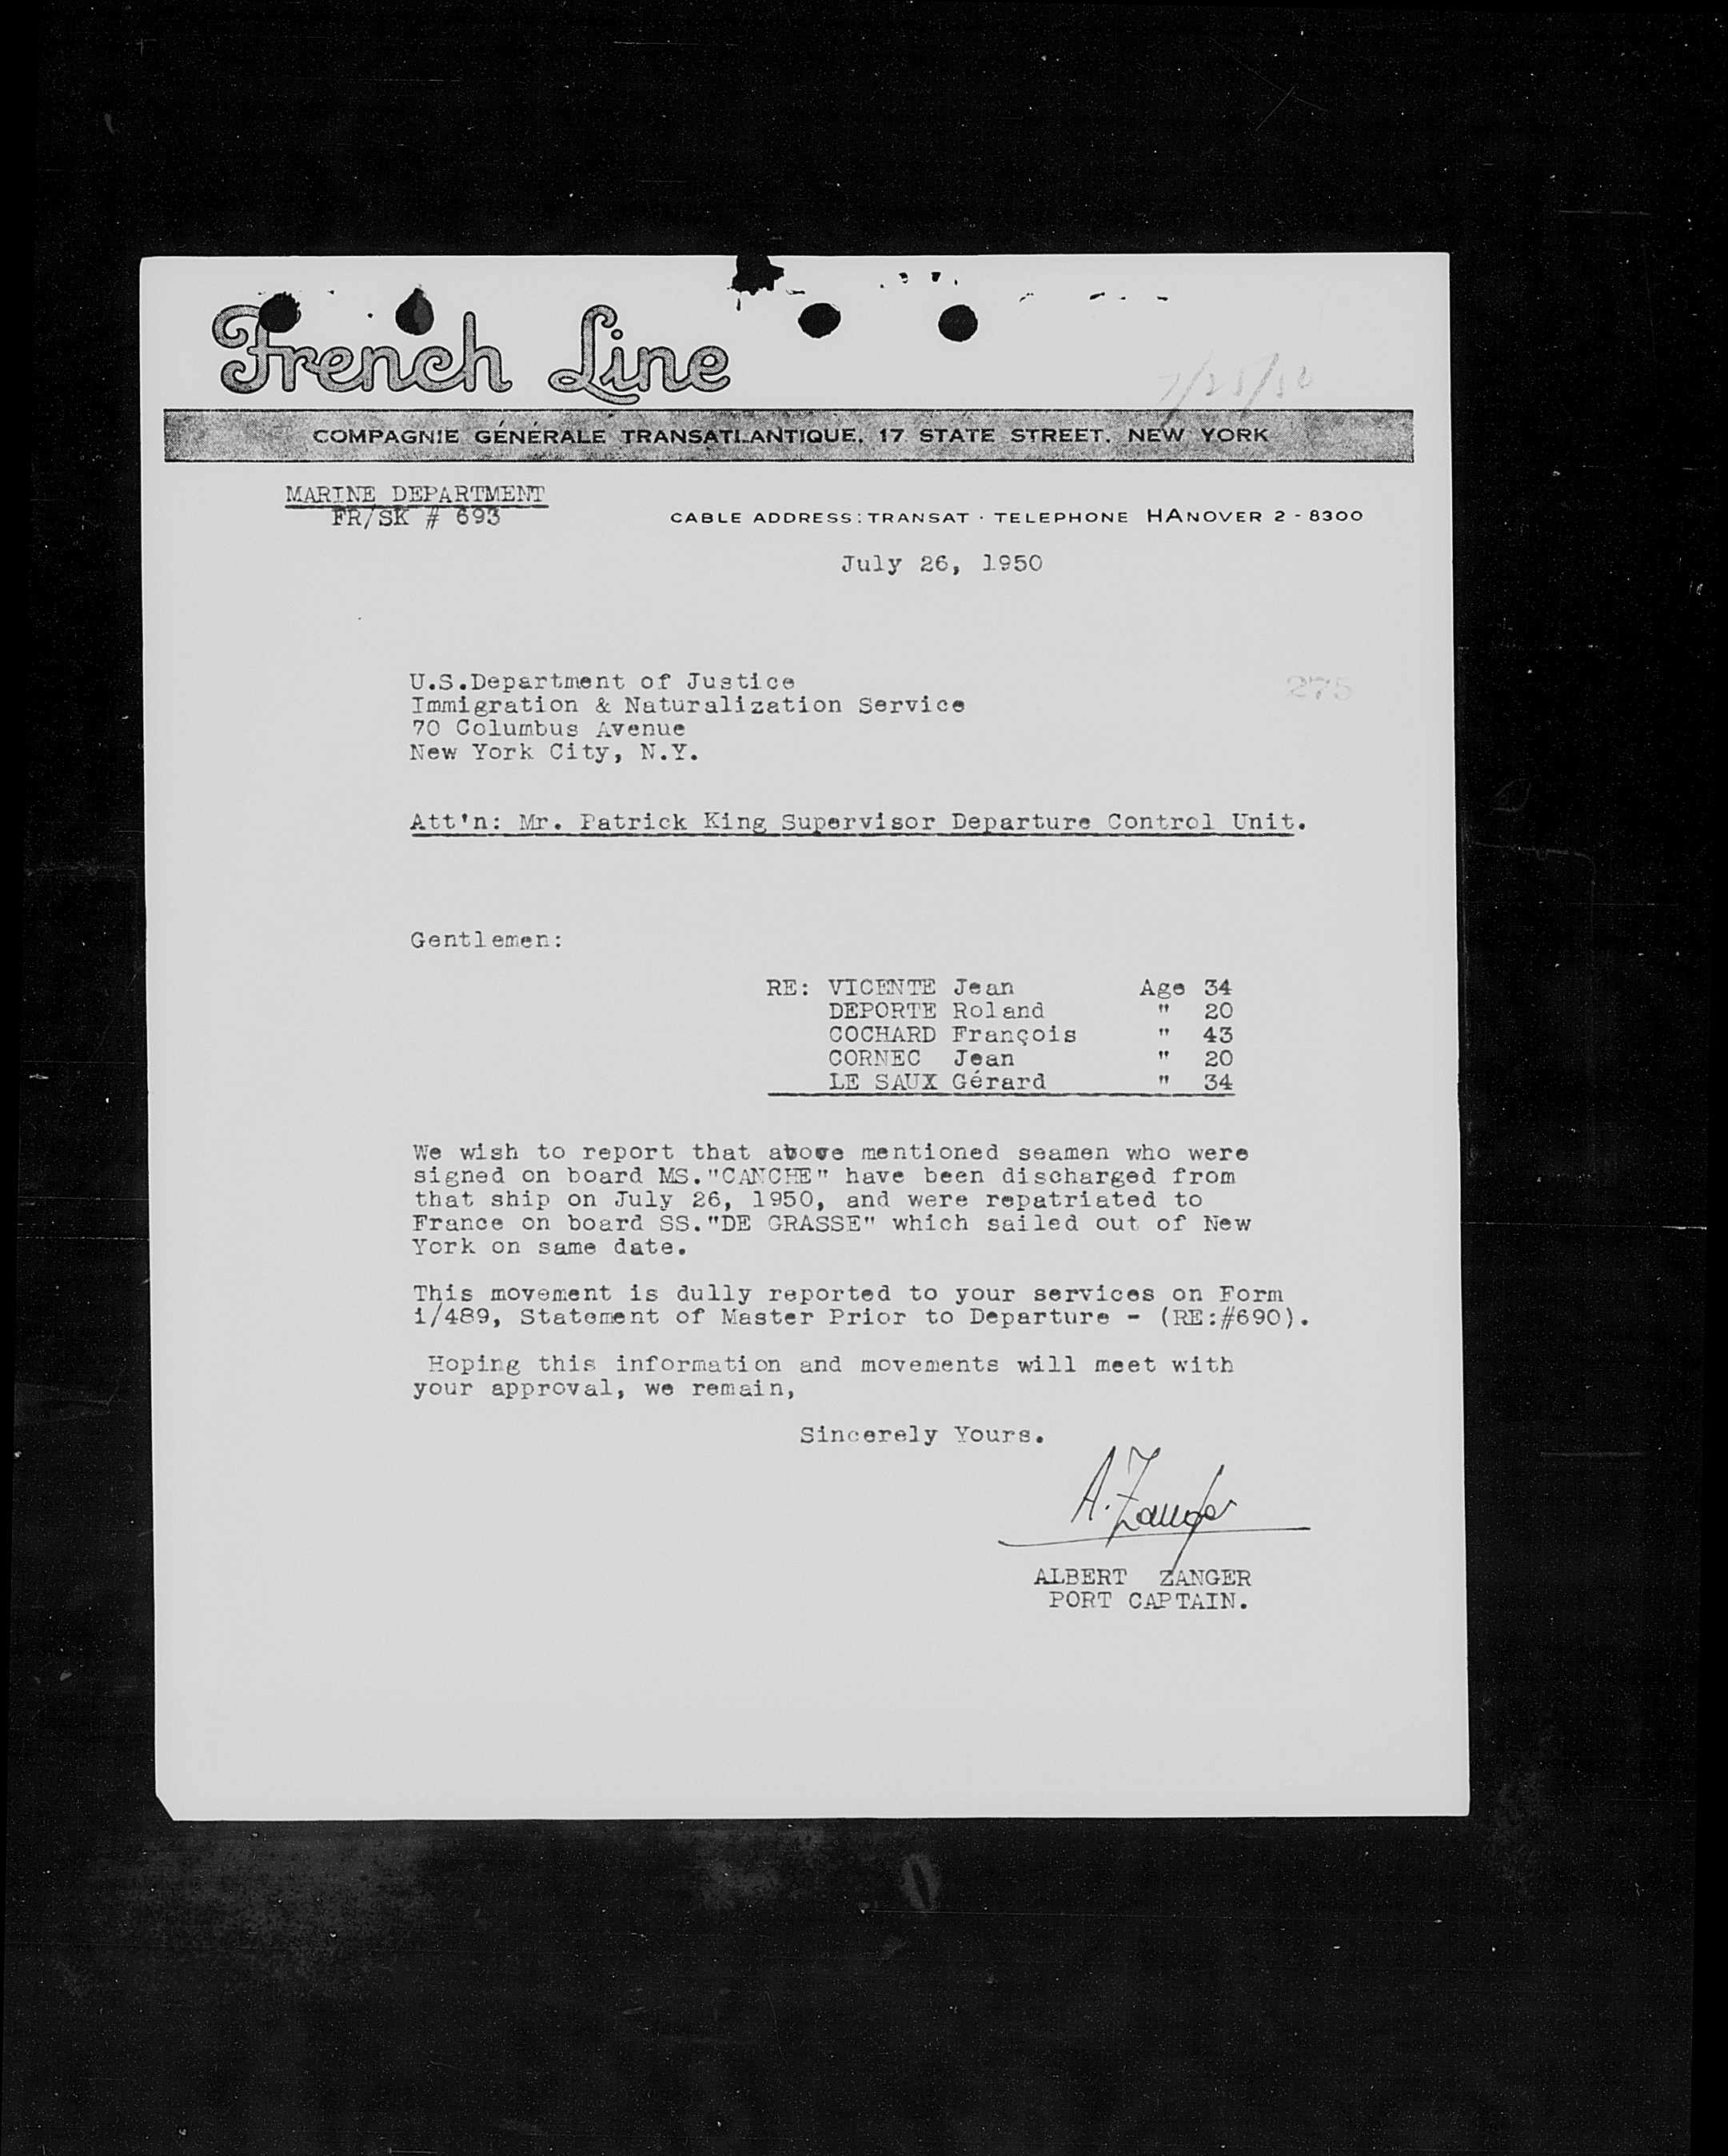 French Line
COMPAGNIE GÉNÉRALE TRANSATLANTIQUE, 17 STATE STREET, NEW YORK
MARINE DEPARTMENT
FR/SK # 693
CABLE ADDRESS: TRANSAT · TELEPHONE HANOVER 2 - 8300
July 26, 1950
U.S.Department of Justice
275
Immigration & Naturalization Service
70 Columbus Avenue
New York City, N.Y.
Att'n: Mr. Patrick King Supervisor Departure Control Unit.
Gentlemen:
RE: VICENTE Jean Age 34
DEPORTE Roland " 20
COCHARD François " 43
CORNEC Jean " 20
LE SAUX Gérard " 34
We wish to report that above mentioned seamen who were
signed on board MS."CANCHE" have been discharged from
that ship on July 26, 1950, and were repatriated to
France on board SS."DE GRASSE" which sailed out of New
York on same date.
This movement is dully reported to your services on Form
1/489, Statement of Master Prior to Departure - (RE:#690).
Hoping this information and movements will meet with
your approval, we remain,
Sincerely Yours.
A. Zanger
ALBERT ZANGER
PORT CAPTAIN.